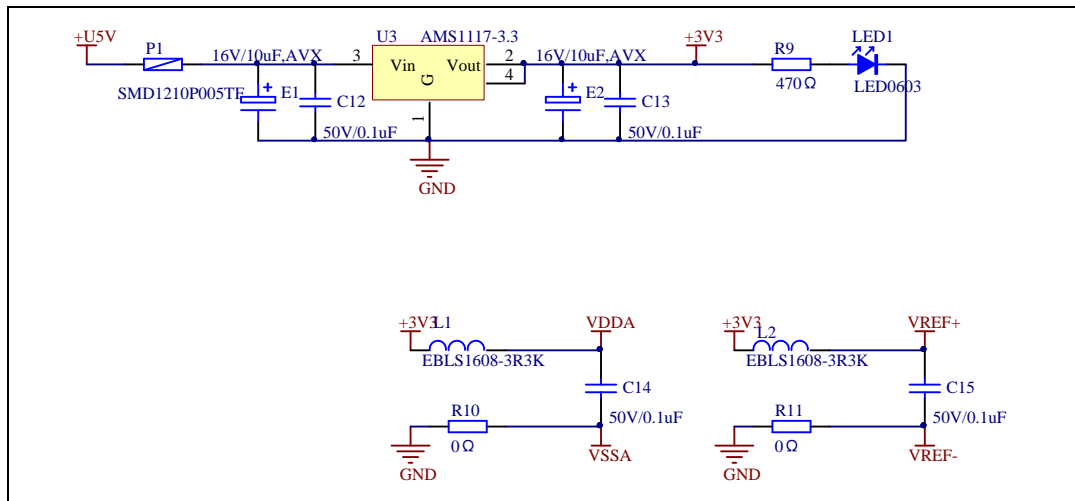 +U5V P1 U3 AMS1117-3.3 +3V3 R9 LED1
16V/10uF,AVX 3 Vin Vout 2 16V/10uF,AVX
4
SMD1210P005TF E1 C12 G E2 C13 470Ω LED0603
1
50V/0.1uF 50V/0.1uF
GND
+3V3 L1 VDDA +3V3 L2 VREF+
EBLS1608-3R3K EBLS1608-3R3K
C14 C15
R10 50V/0.1uF R11 50V/0.1uF
0Ω 0Ω
GND VSSA GND VREF-